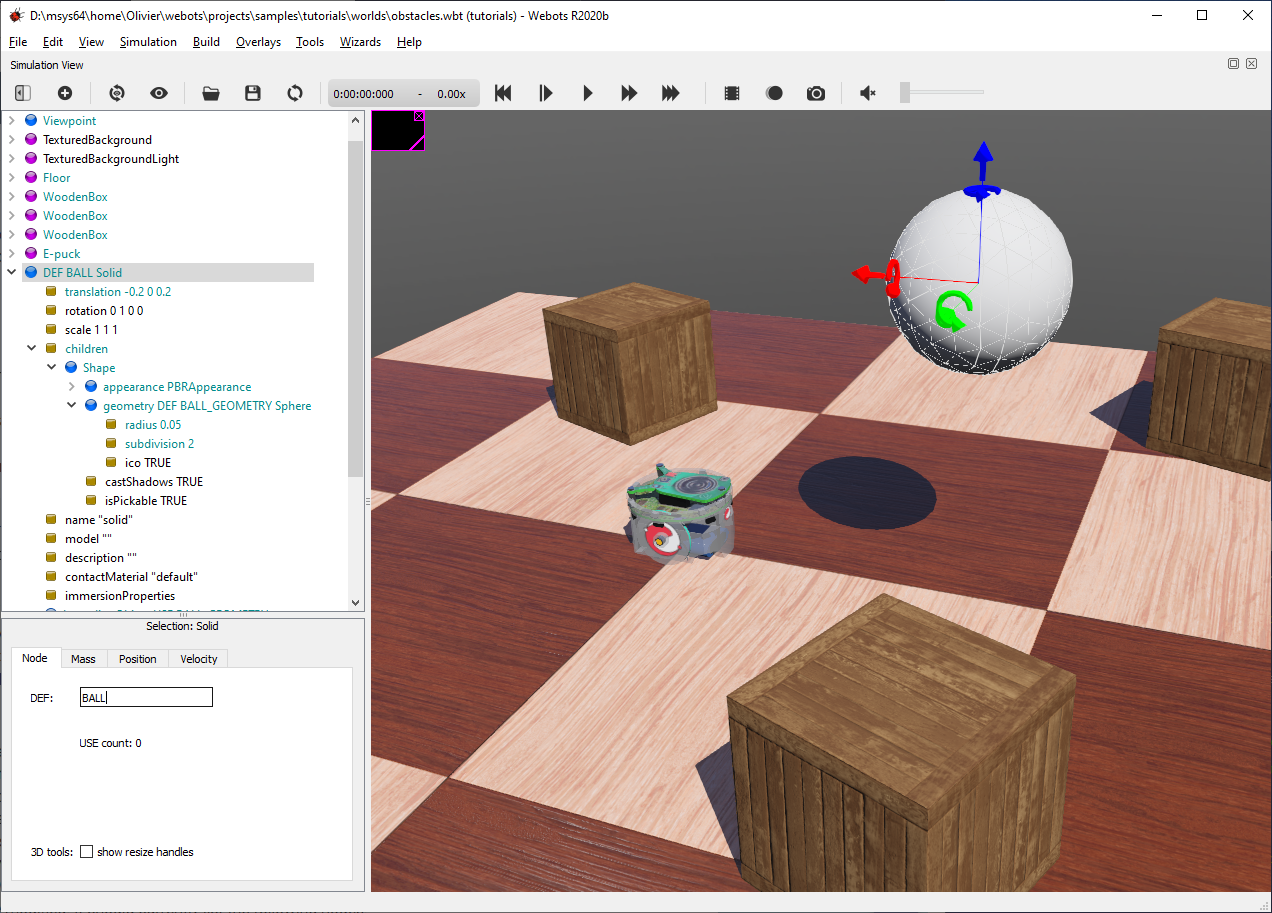 D:\msys64\home\Olivier\webots\projects\samples\tutorials\worlds\obstacles.wbt (tutorials) - Webots R2020b
File Edit View Simulation Build Overlays Tools Wizards Help
Simulation View
0:00:00:000 - 0.00x
Viewpoint
TexturedBackground
TexturedBackgroundLight
Floor
WoodenBox
WoodenBox
WoodenBox
E-puck
DEF BALL Solid
translation -0.2 0 0.2
rotation 0 1 0 0
scale 1 1 1
children
Shape
appearance PBRAppearance
geometry DEF BALL_GEOMETRY Sphere
radius 0.05
subdivision 2
ico TRUE
castShadows TRUE
isPickable TRUE
name "solid"
model ""
description ""
contactMaterial "default"
immersionProperties
Selection: Solid
Node Mass Position Velocity
DEF: BALL
USE count: 0
3D tools: show resize handles